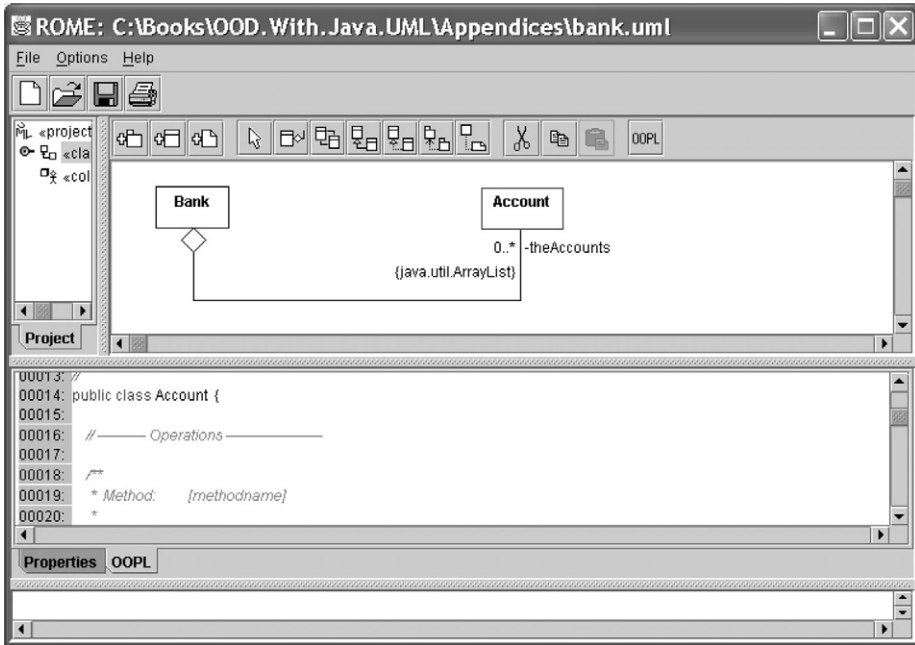 ROME: C:\Books\OOD.With.Java.UML\Appendices\bank.uml
File Options Help
«project
«cla
«col
OOPL
Bank
Account
0..* -theAccounts
{java.util.ArrayList}
Project
00013: //
00014: public class Account {
00015:
00016: //——— Operations ——————
00017:
00018: /**
00019: * Method: [methodname]
00020: *
Properties OOPL